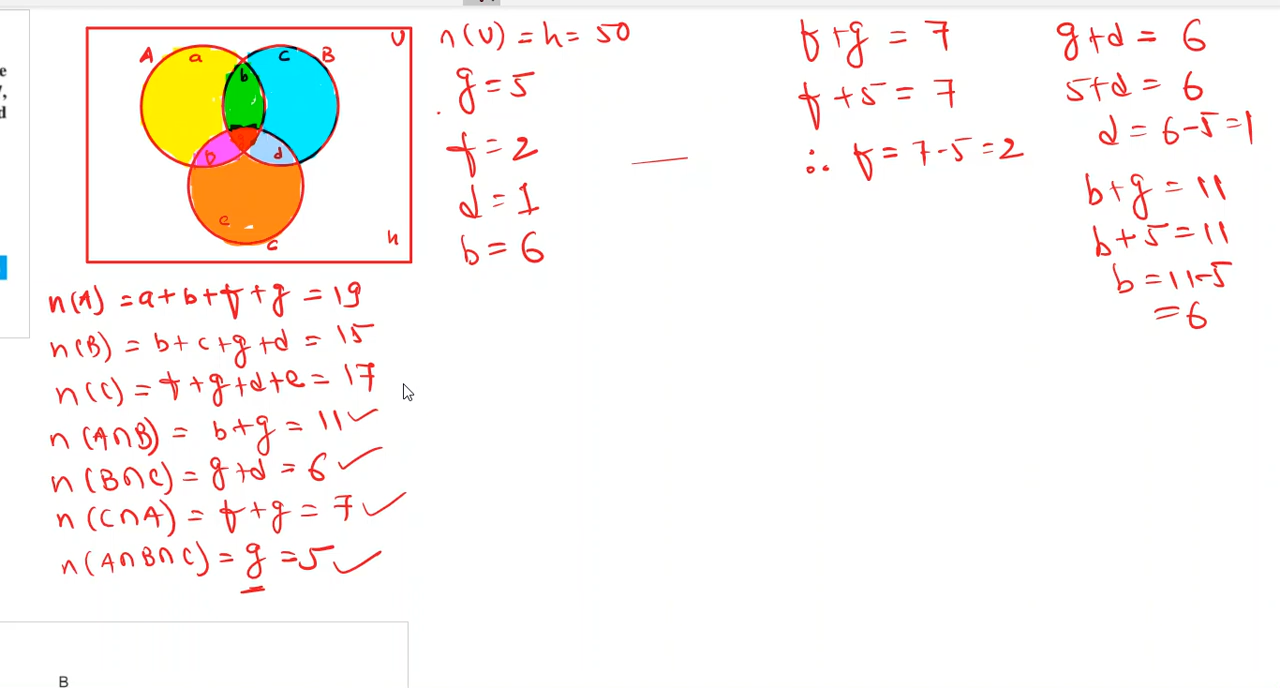 e
7,
d
A a c B U
b
b d
e
c h
n(A) = a+b+f+g = 19
n(B) = b+c+g+d = 15
n(C) = f+g+d+e = 17
n(A∩B) = b+g = 11 ✓
n(B∩C) = g+d = 6 ✓
n(C∩A) = f+g = 7 ✓
n(A∩B∩C) = g = 5 ✓
n(U) = h = 50
g = 5
f = 2
d = 1
b = 6
f+g = 7
f+5 = 7
∴ f = 7-5 = 2
g+d = 6
5+d = 6
d = 6-5=1
b+g = 11
b+5 = 11
b = 11-5
= 6
B